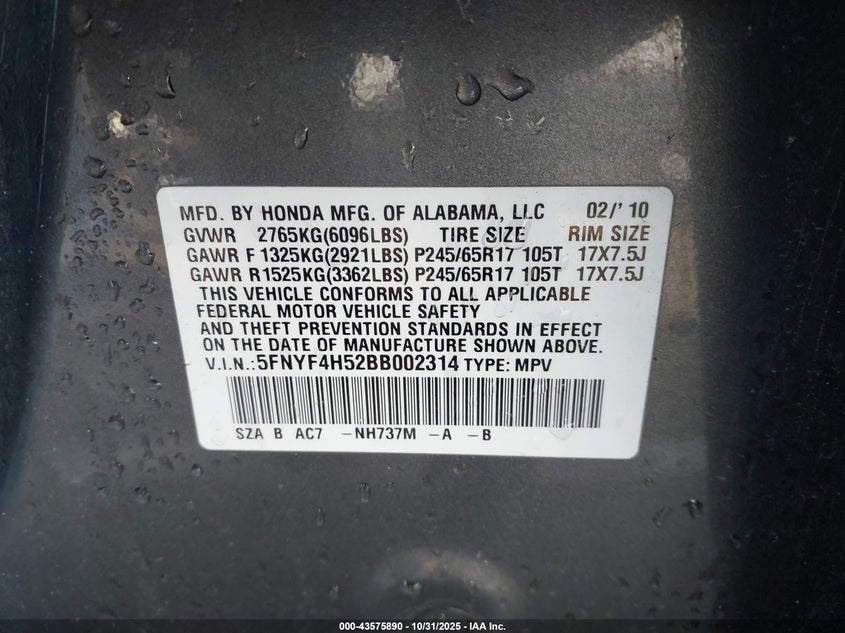 MFD. BY HONDA MFG. OF ALABAMA, LLC 02/' 10
GVWR 2765KG(6096LBS) TIRE SIZE RIM SIZE
GAWR F 1325KG(2921LBS) P245/65R17 105T 17X7.5J
GAWR R1525KG(3362LBS) P245/65R17 105T 17X7.5J
THIS VEHICLE CONFORMS TO ALL APPLICABLE
FEDERAL MOTOR VEHICLE SAFETY
AND THEFT PREVENTION STANDARDS IN EFFECT
ON THE DATE OF MANUFACTURE SHOWN ABOVE.
V.I.N.:5FNYF4H52BB002314 TYPE: MPV
SZA B AC7 -NH737M -A -B
000-43575890 - 10/31/2025 - IAA Inc.